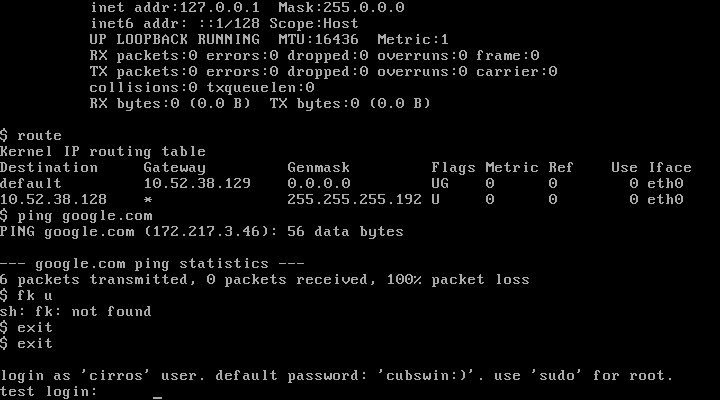 inet addr:127.0.0.1  Mask:255.0.0.0
inet6 addr: ::1/128 Scope:Host
UP LOOPBACK RUNNING  MTU:16436  Metric:1
RX packets:0 errors:0 dropped:0 overruns:0 frame:0
TX packets:0 errors:0 dropped:0 overruns:0 carrier:0
collisions:0 txqueuelen:0
RX bytes:0 (0.0 B)  TX bytes:0 (0.0 B)
$ route
Kernel IP routing table
Destination     Gateway         Genmask         Flags Metric Ref    Use Iface
default         10.52.38.129    0.0.0.0         UG    0      0        0 eth0
10.52.38.128    *               255.255.255.192 U     0      0        0 eth0
$ ping google.com
PING google.com (172.217.3.46): 56 data bytes
--- google.com ping statistics ---
6 packets transmitted, 0 packets received, 100% packet loss
$ fk u
sh: fk: not found
$ exit
$ exit
login as 'cirros' user. default password: 'cubswin:)'. use 'sudo' for root.
test login: